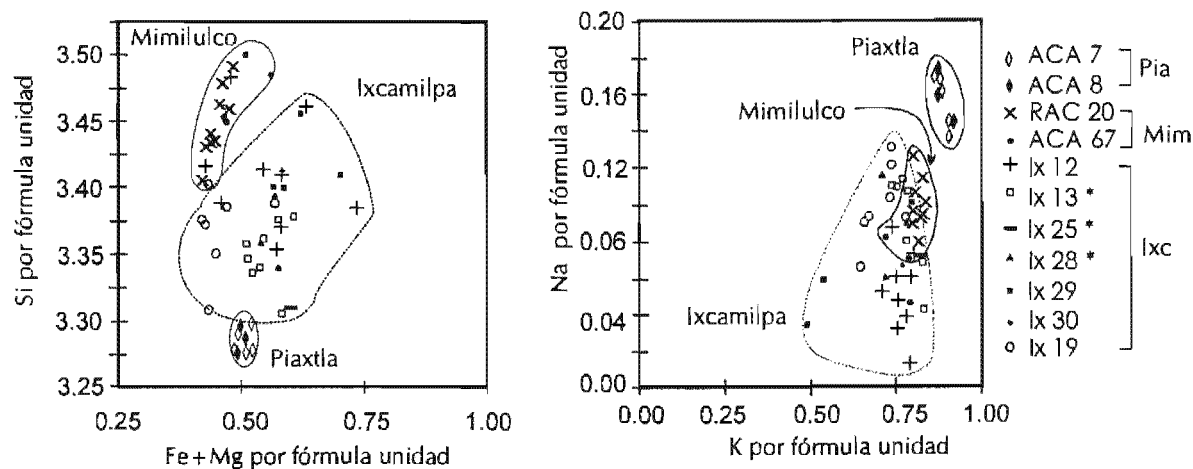 Mimilulco
Ixcamilpa
Piaxtla
Si por fórmula unidad
3.50
3.45
3.40
3.35
3.30
3.25
0.25
0.50
0.75
1.00
Fe+Mg por fórmula unidad
Piaxtla
Mimilulco
Ixcamilpa
Na por fórmula unidad
0.20
0.16
0.12
0.06
0.04
0.00
0.00
0.25
0.50
0.75
1.00
K por fórmula unidad
ACA 7
ACA 8
Pia
RAC 20
ACA 67
Mim
Ix 12
Ix 13 *
Ix 25 *
Ix 28 *
Ix 29
Ix 30
Ix 19
Ixc